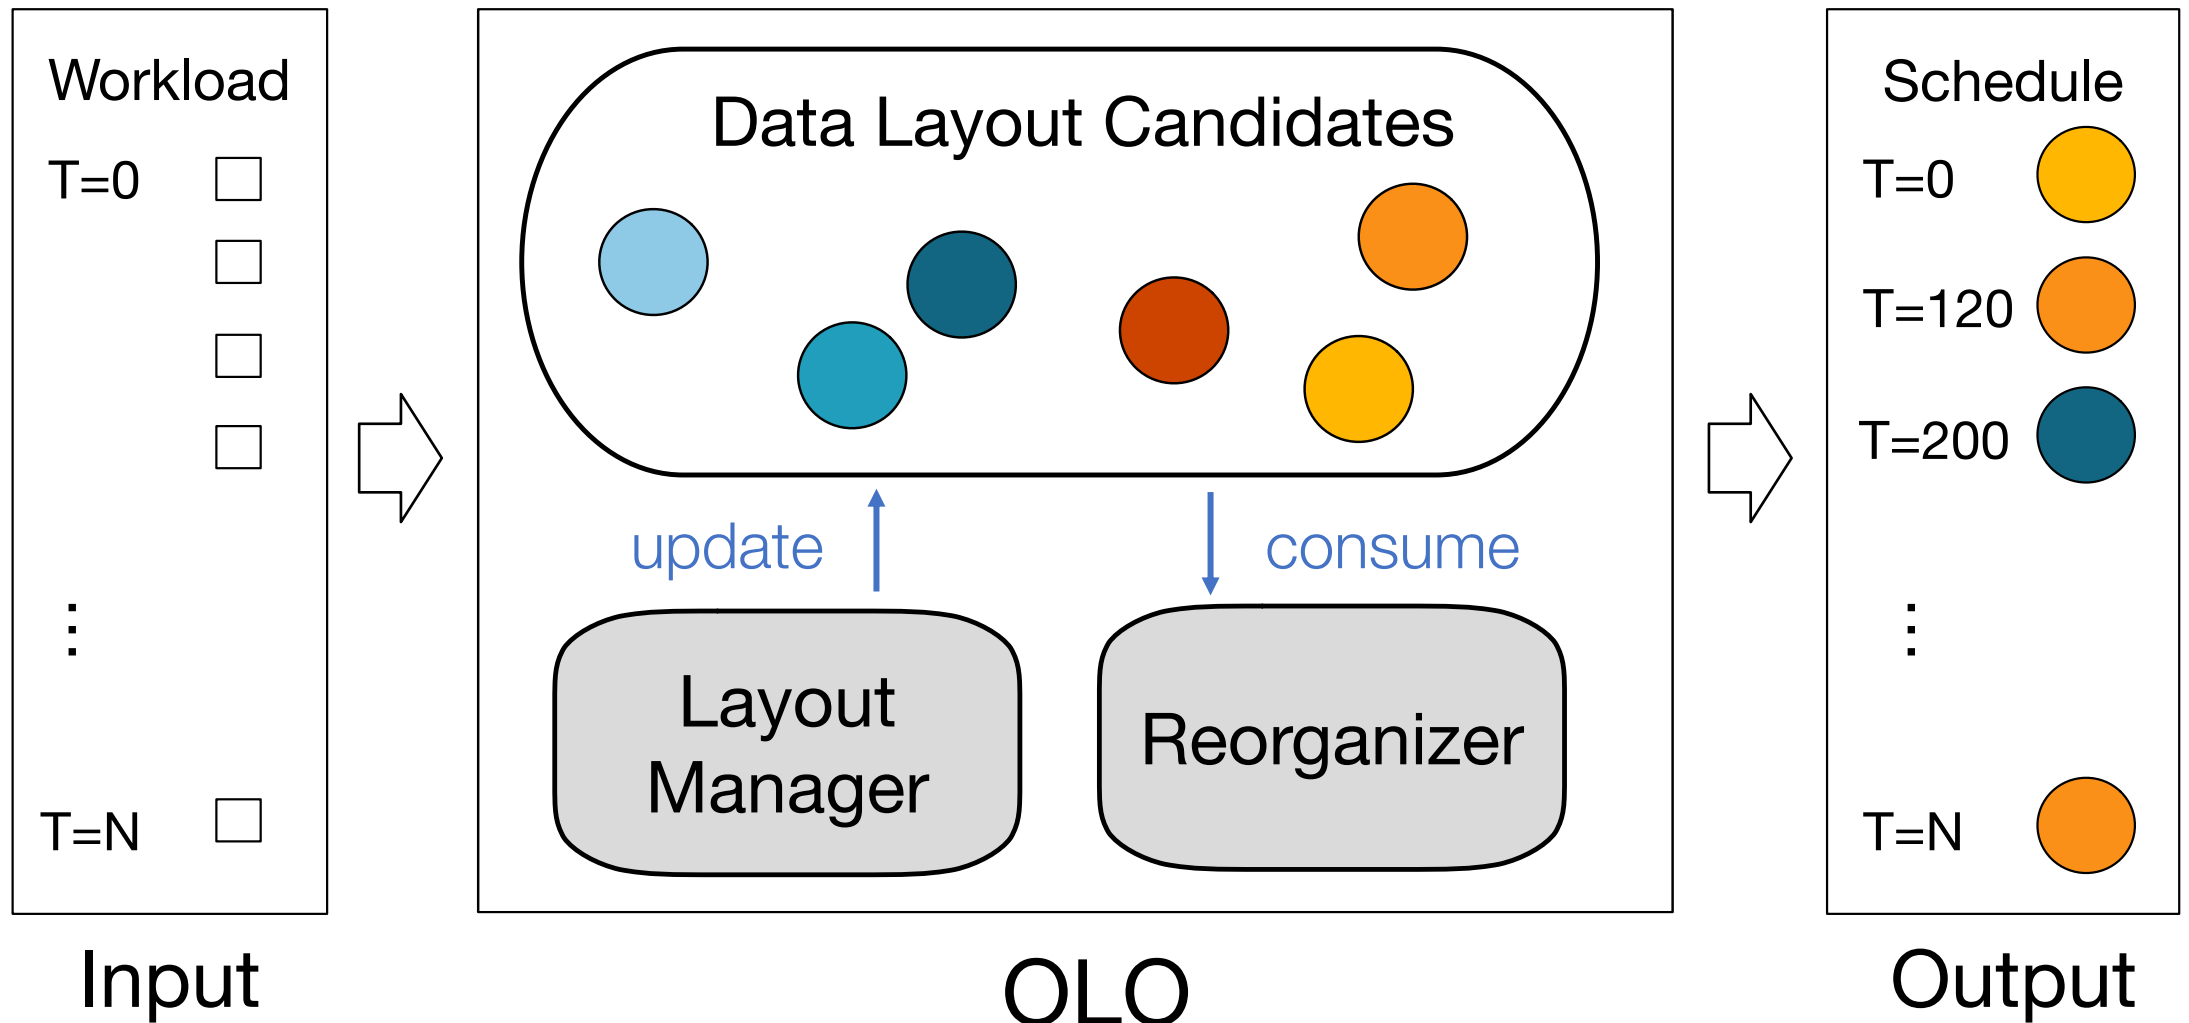 Workload
T=0
⋮
T=N
Input
Data Layout Candidates
update
consume
Layout
Manager
Reorganizer
OLO
Schedule
T=0
T=120
T=200
⋮
T=N
Output